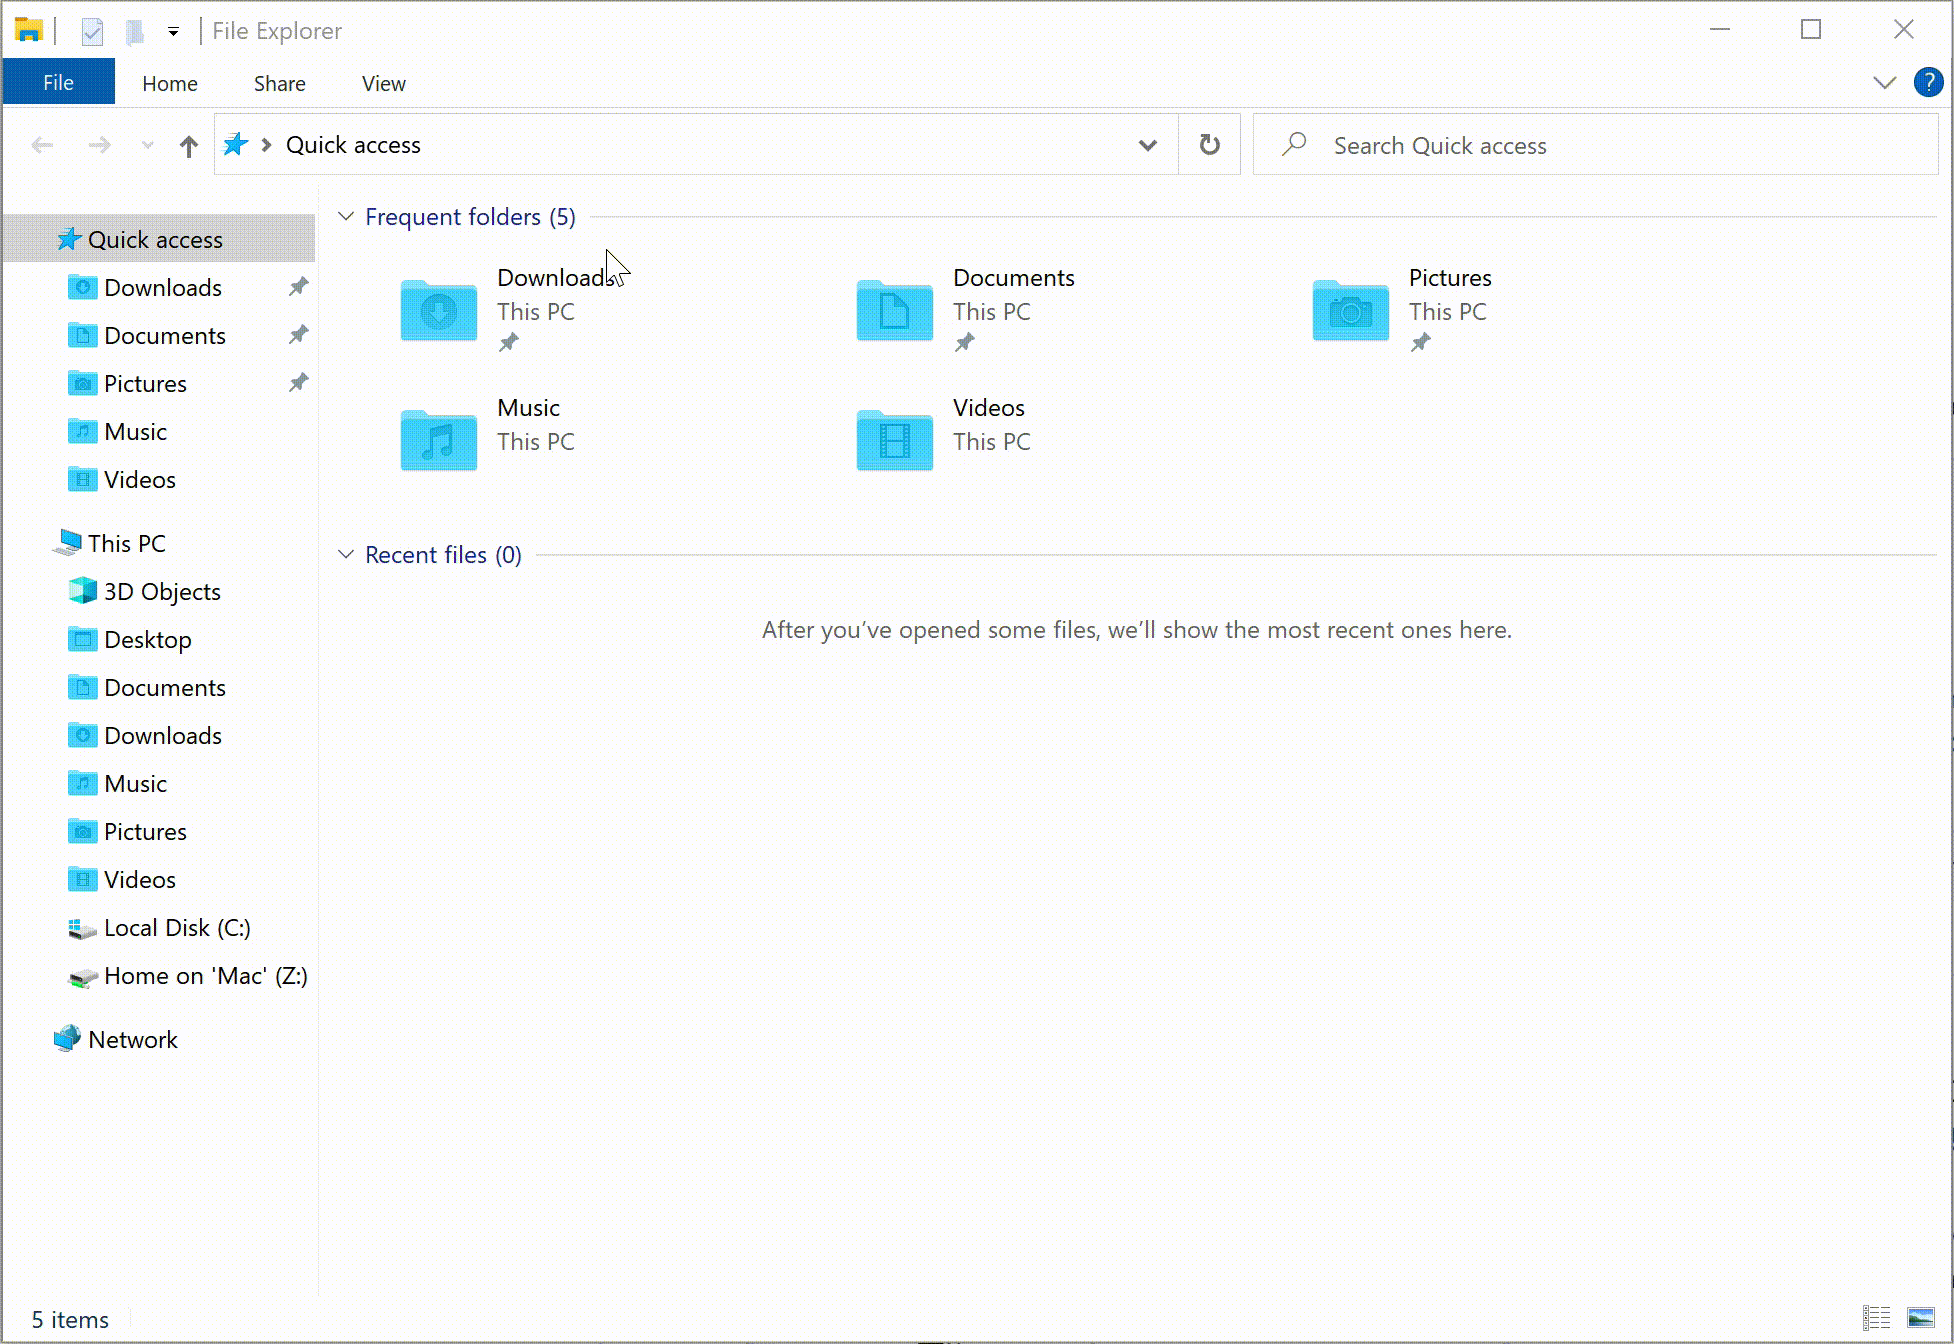 File Explorer
File Home Share View ?
Quick access
Search Quick access
Quick access
Downloads
Documents
Pictures
Music
Videos
This PC
3D Objects
Desktop
Documents
Downloads
Music
Pictures
Videos
Local Disk (C:)
Home on 'Mac' (Z:)
Network
Frequent folders (5)
Downloads
This PC
Documents
This PC
Pictures
This PC
Music
This PC
Videos
This PC
Recent files (0)
After you’ve opened some files, we’ll show the most recent ones here.
5 items